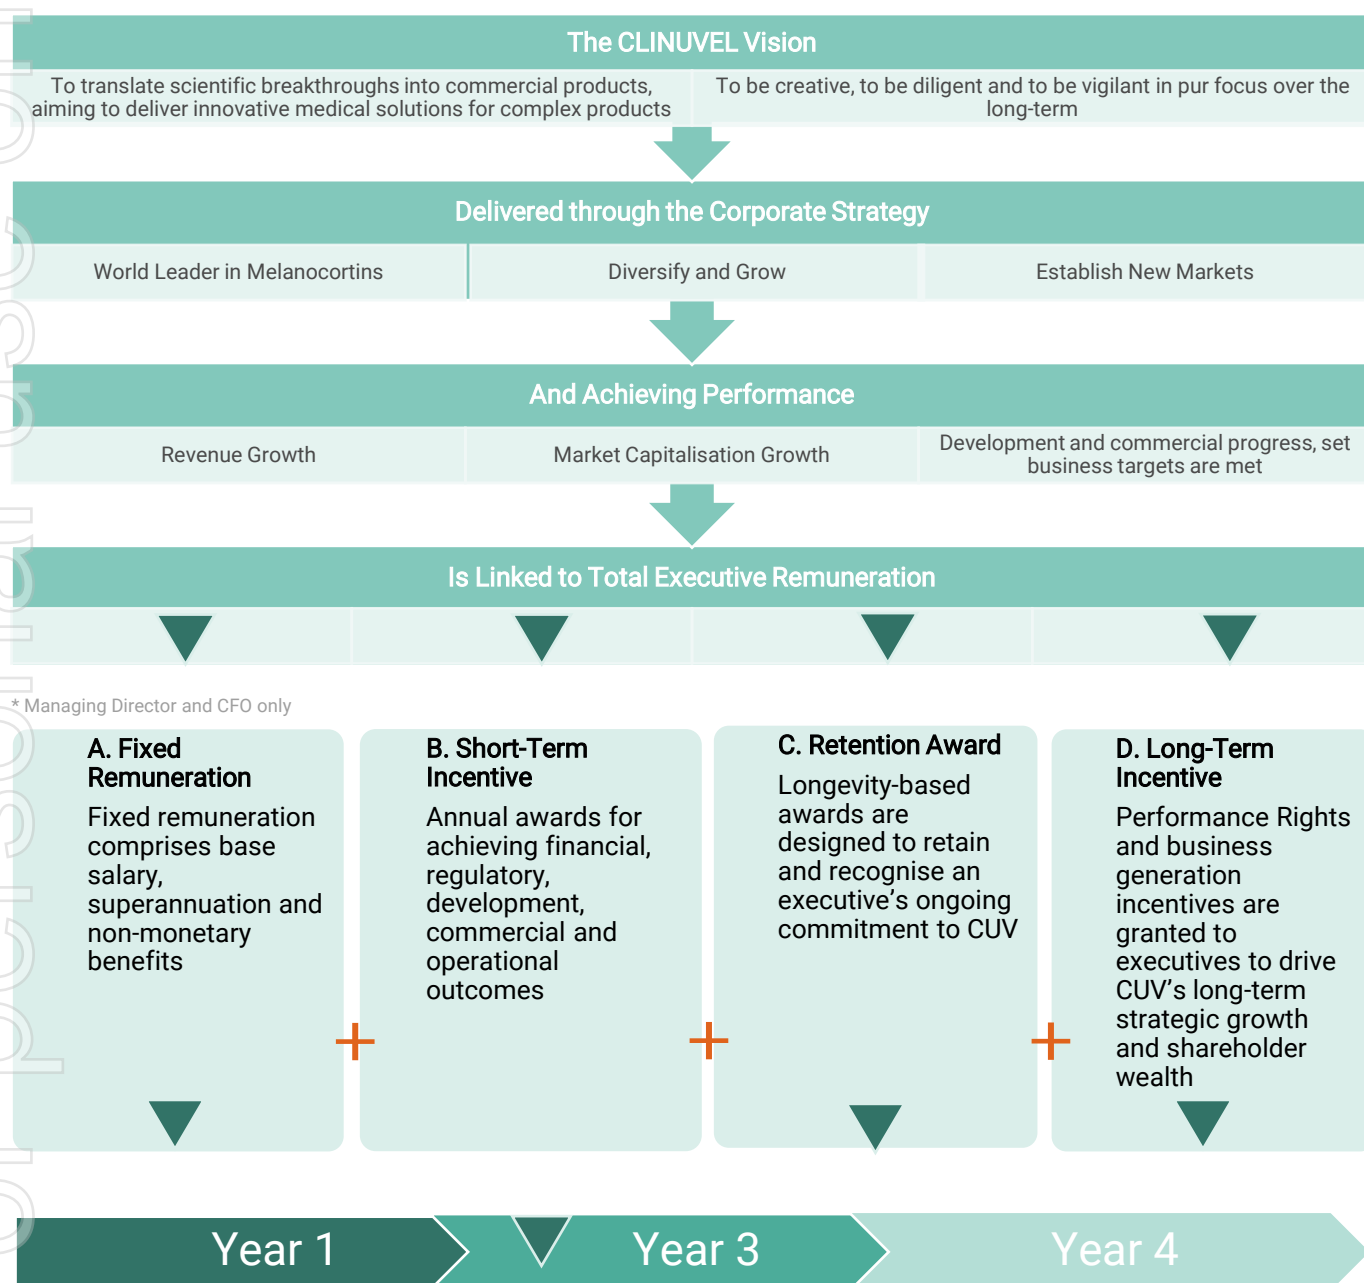 The CLINUVEL Vision
To translate scientific breakthroughs into commercial products,
aiming to deliver innovative medical solutions for complex products
To be creative, to be diligent and to be vigilant in pur focus over the
long-term
Delivered through the Corporate Strategy
World Leader in Melanocortins
Diversify and Grow
Establish New Markets
And Achieving Performance
Revenue Growth
Market Capitalisation Growth
Development and commercial progress, set
business targets are met
Is Linked to Total Executive Remuneration
* Managing Director and CFO only
A. Fixed
Remuneration
Fixed remuneration
comprises base
salary,
superannuation and
non-monetary
benefits
+
B. Short-Term
Incentive
Annual awards for
achieving financial,
regulatory,
development,
commercial and
operational
outcomes
+
C. Retention Award
Longevity-based
awards are
designed to retain
and recognise an
executive's ongoing
commitment to CUV
+
D. Long-Term
Incentive
Performance Rights
and business
generation
incentives are
granted to
executives to drive
CUV's long-term
strategic growth
and shareholder
wealth
Year 1
Year 3
Year 4